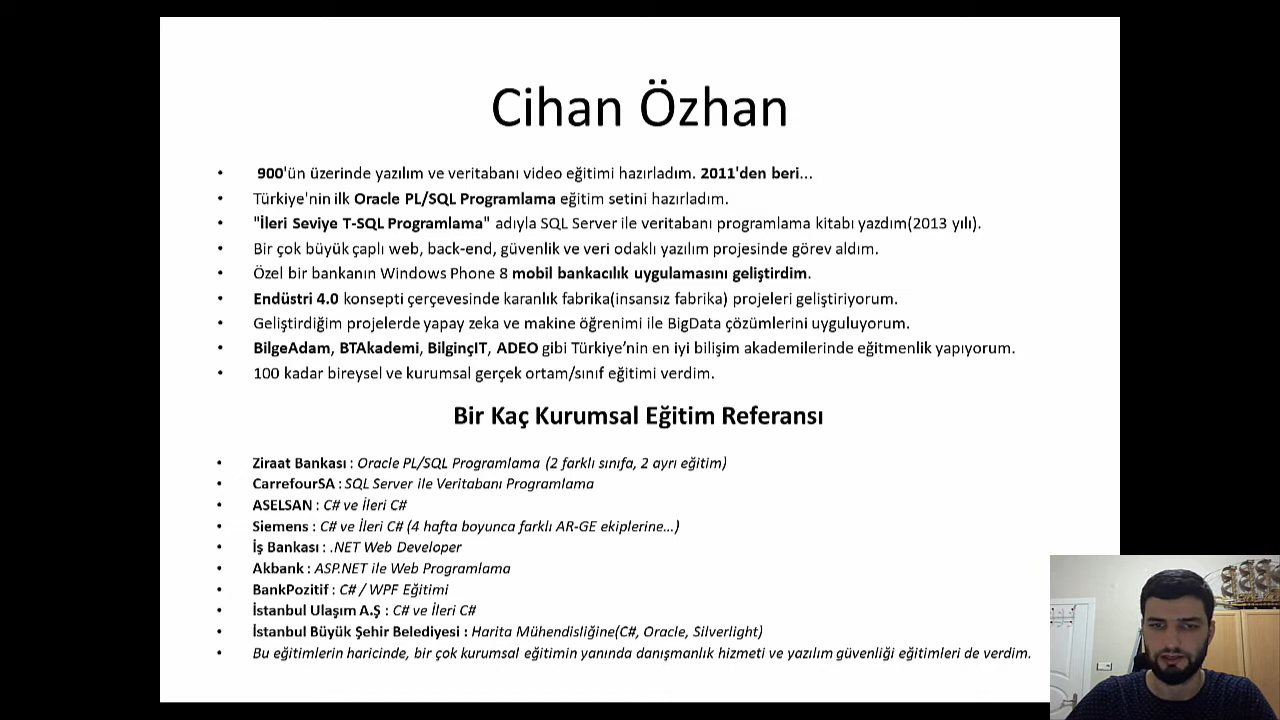 Cihan Özhan
• 900'ün üzerinde yazılım ve veritabanı video eğitimi hazırladım. 2011'den beri...
• Türkiye'nin ilk Oracle PL/SQL Programlama eğitim setini hazırladım.
• "İleri Seviye T-SQL Programlama" adıyla SQL Server ile veritabanı programlama kitabı yazdım(2013 yılı).
• Bir çok büyük çaplı web, back-end, güvenlik ve veri odaklı yazılım projesinde görev aldım.
• Özel bir bankanın Windows Phone 8 mobil bankacılık uygulamasını geliştirdim.
• Endüstri 4.0 konsepti çerçevesinde karanlık fabrika(insansız fabrika) projeleri geliştiriyorum.
• Geliştirdiğim projelerde yapay zeka ve makine öğrenimi ile BigData çözümlerini uyguluyorum.
• BilgeAdam, BTAkademi, BilginçIT, ADEO gibi Türkiye’nin en iyi bilişim akademilerinde eğitmenlik yapıyorum.
• 100 kadar bireysel ve kurumsal gerçek ortam/sınıf eğitimi verdim.
Bir Kaç Kurumsal Eğitim Referansı
• Ziraat Bankası : Oracle PL/SQL Programlama (2 farklı sınıfa, 2 ayrı eğitim)
• CarrefourSA : SQL Server ile Veritabanı Programlama
• ASELSAN : C# ve İleri C#
• Siemens : C# ve İleri C# (4 hafta boyunca farklı AR-GE ekiplerine...)
• İş Bankası : .NET Web Developer
• Akbank : ASP.NET ile Web Programlama
• BankPozitif : C# / WPF Eğitimi
• İstanbul Ulaşım A.Ş : C# ve İleri C#
• İstanbul Büyük Şehir Belediyesi : Harita Mühendisliğine(C#, Oracle, Silverlight)
• Bu eğitimlerin haricinde, bir çok kurumsal eğitimin yanında danışmanlık hizmeti ve yazılım güvenliği eğitimleri de verdim.